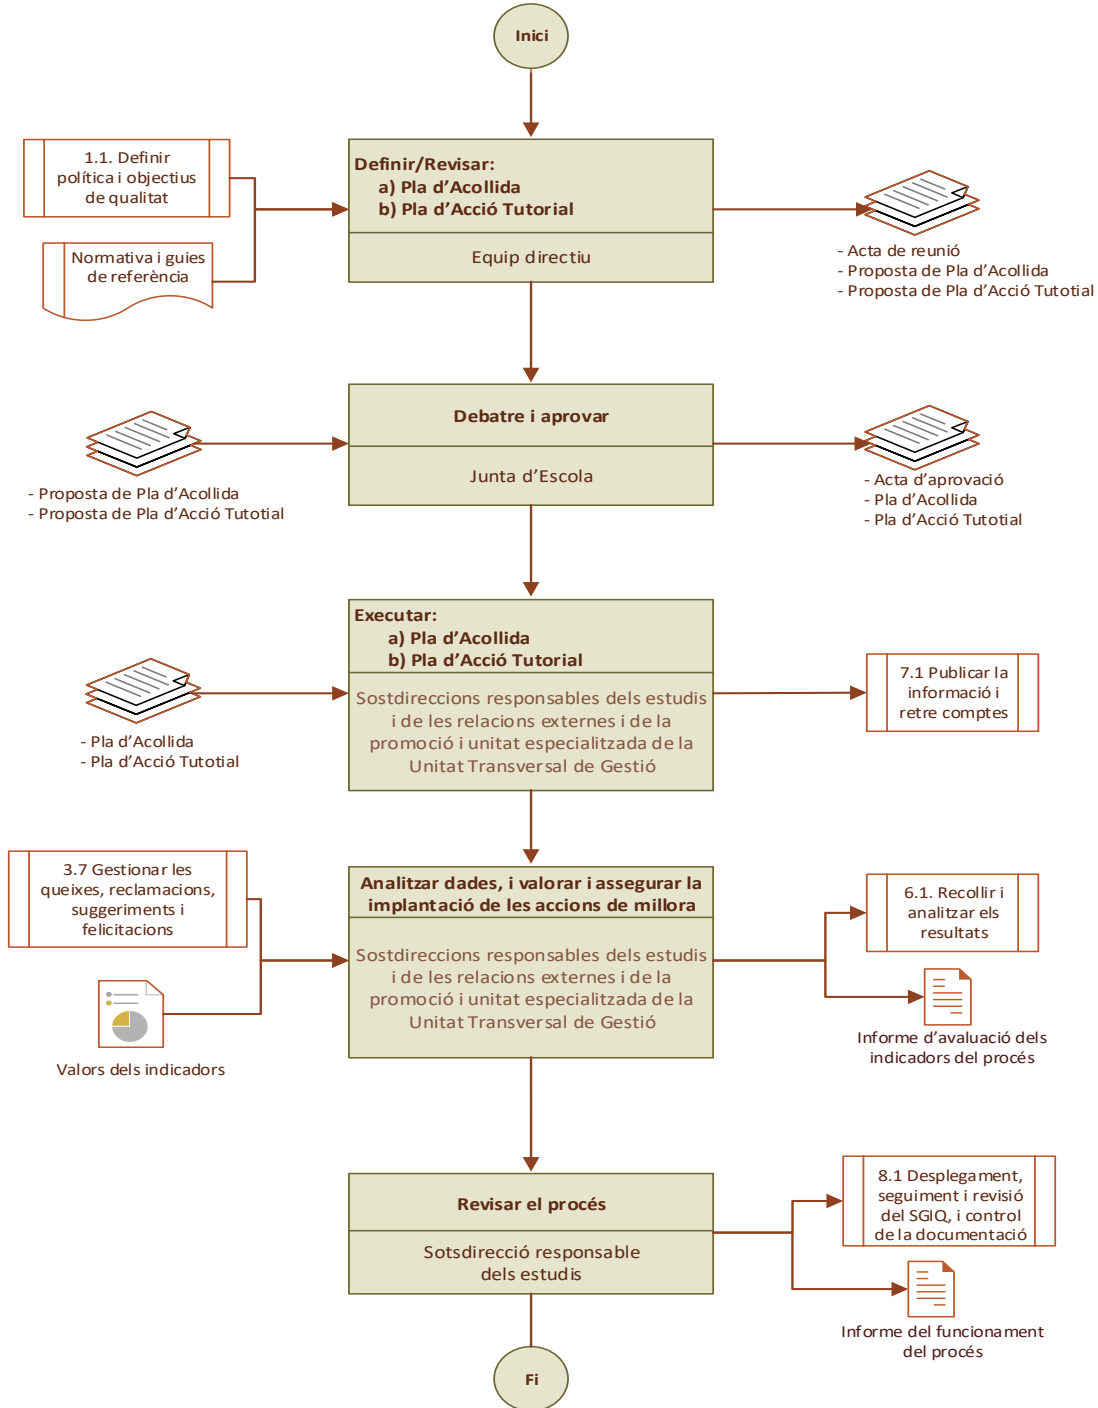 Inici
1.1. Definir
política i objectius
de qualitat
Normativa i guies
de referència
Definir/Revisar:
a) Pla d’Acollida
b) Pla d’Acció Tutorial
Equip directiu
- Acta de reunió
- Proposta de Pla d’Acollida
- Proposta de Pla d’Acció Tutotial
- Proposta de Pla d’Acollida
- Proposta de Pla d’Acció Tutotial
Debatre i aprovar
Junta d’Escola
- Acta d’aprovació
- Pla d’Acollida
- Pla d’Acció Tutotial
- Pla d’Acollida
- Pla d’Acció Tutotial
Executar:
a) Pla d’Acollida
b) Pla d’Acció Tutorial
Sostdireccions responsables dels estudis
i de les relacions externes i de la
promoció i unitat especialitzada de la
Unitat Transversal de Gestió
7.1 Publicar la
informació i
retre comptes
3.7 Gestionar les
queixes, reclamacions,
suggeriments i
felicitacions
Valors dels indicadors
Analitzar dades, i valorar i assegurar la
implantació de les accions de millora
Sostdireccions responsables dels estudis
i de les relacions externes i de la
promoció i unitat especialitzada de la
Unitat Transversal de Gestió
6.1. Recollir i
analitzar els
resultats
Informe d’avaluació dels
indicadors del procés
Revisar el procés
Sotsdirecció responsable
dels estudis
8.1 Desplegament,
seguiment i revisió
del SGIQ, i control
de la documentació
Informe del funcionament
del procés
Fi